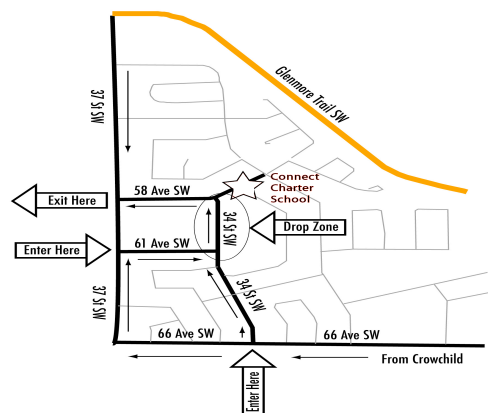 Glenmore Trail SW
37 St SW
Connect
Charter
School
58 Ave SW
Exit Here
34 St SW
Drop Zone
Enter Here
61 Ave SW
37 St SW
34 St SW
66 Ave SW
66 Ave SW
From Crowchild
Enter Here